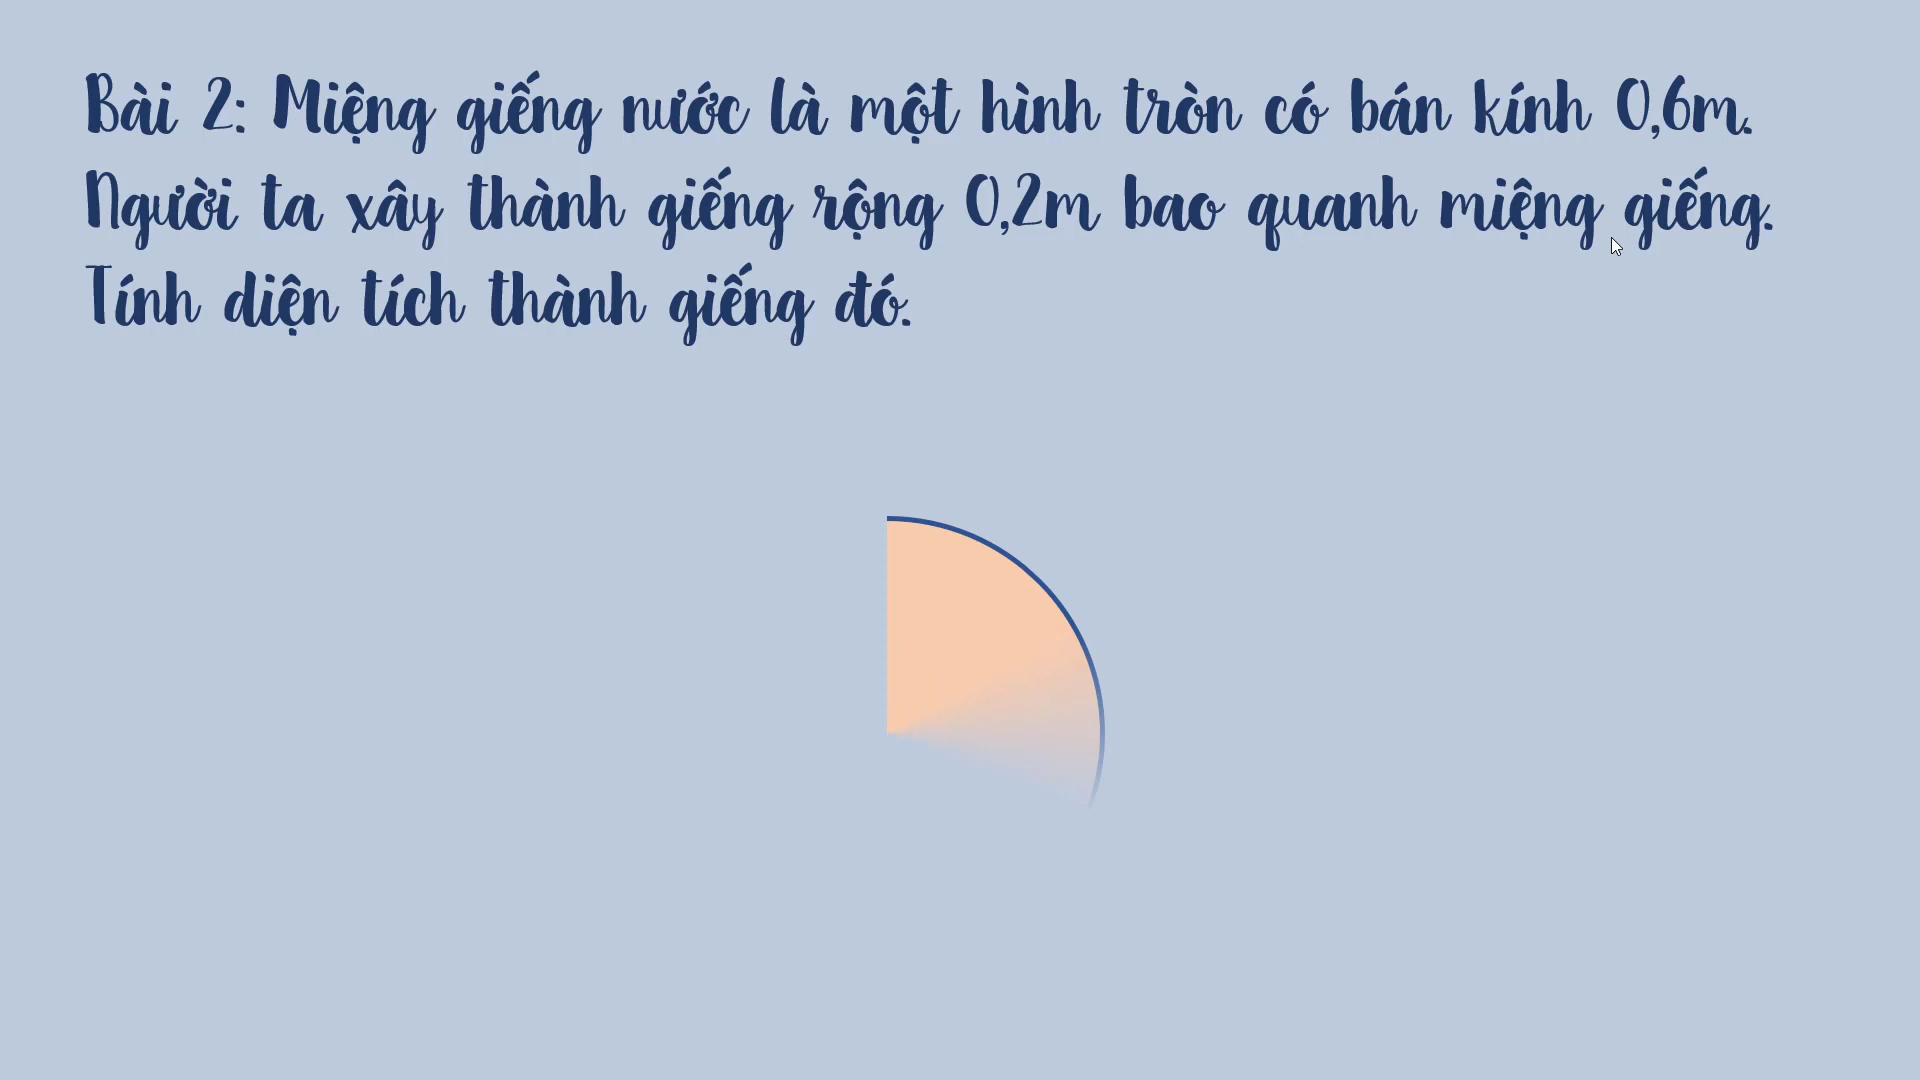 Bài 2: Miệng giếng nước là một hình tròn có bán kính 0,6m.
Người ta xây thành giếng rộng 0,2m bao quanh miệng giếng.
Tính diện tích thành giếng đó.